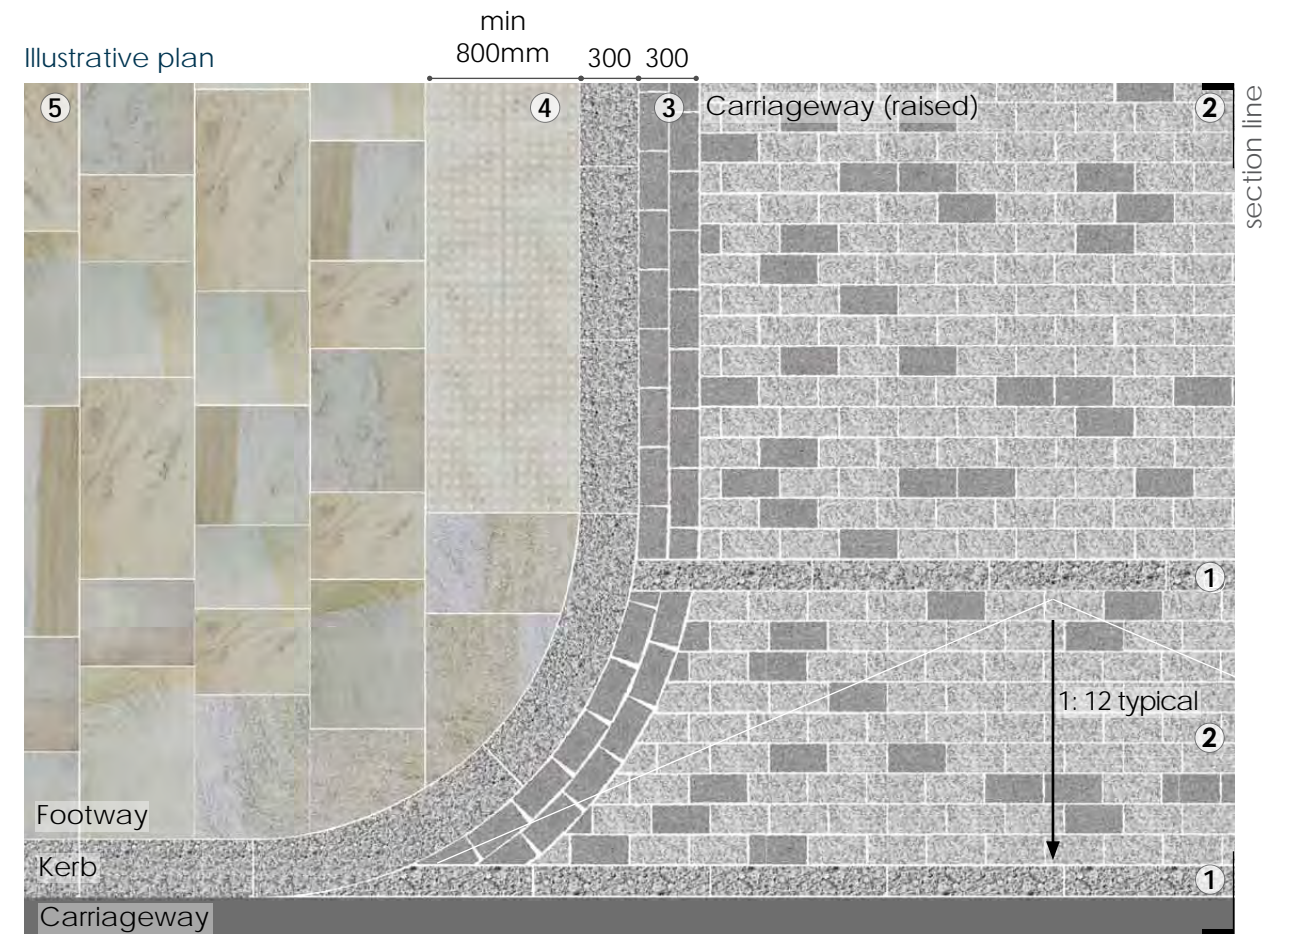 min
Illustrative plan
800mm
300
300
5
4
3
Carriageway (raised)
2
section line
1
1: 12 typical
2
Footway
Kerb
1
Carriageway